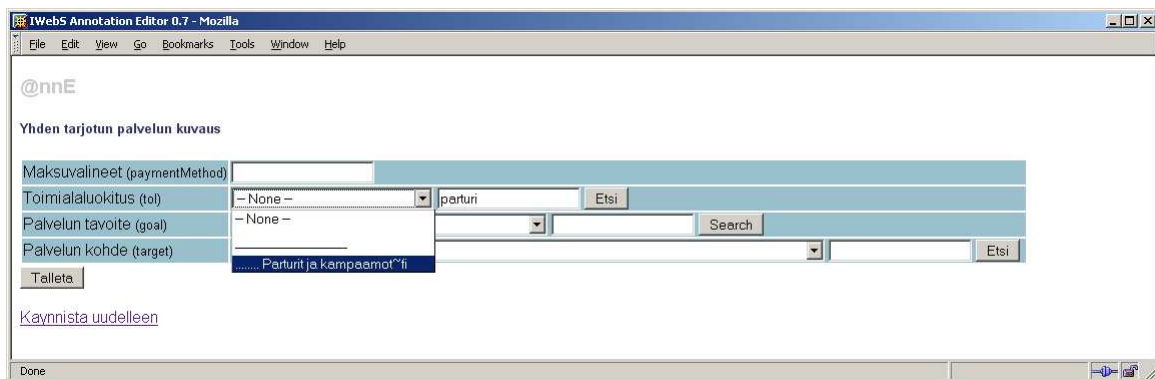 IWebS Annotation Editor 0.7 - Mozilla
File Edit View Go Bookmarks Tools Window Help
@nnE
Yhden tarjotun palvelun kuvaus
Maksuvalineet (paymentMethod)
Toimialaluokitus (tol) – None – parturi Etsi
– None –
Palvelun tavoite (goal) Search
Palvelun kohde (target) Etsi
........ Parturit ja kampaamot~fi
Talleta
Kaynnista uudelleen
Done